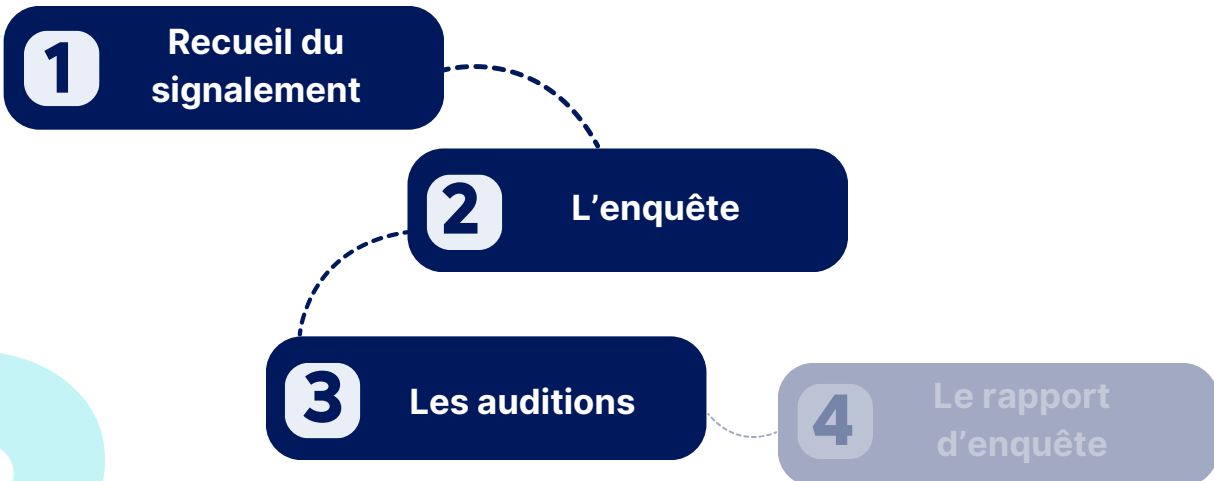 1
Recueil du
signalement
2
L’enquête
3
Les auditions
4
Le rapport
d’enquête